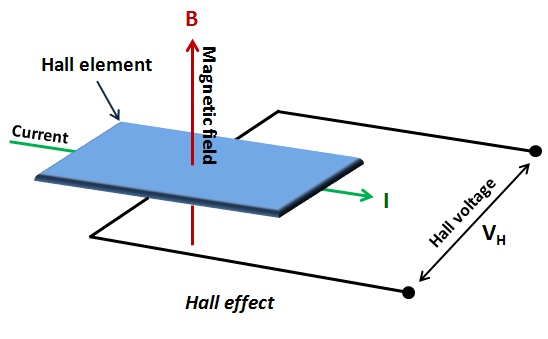 B
Hall element
Magnetic field
Current
I
Hall voltage
VH
Hall effect